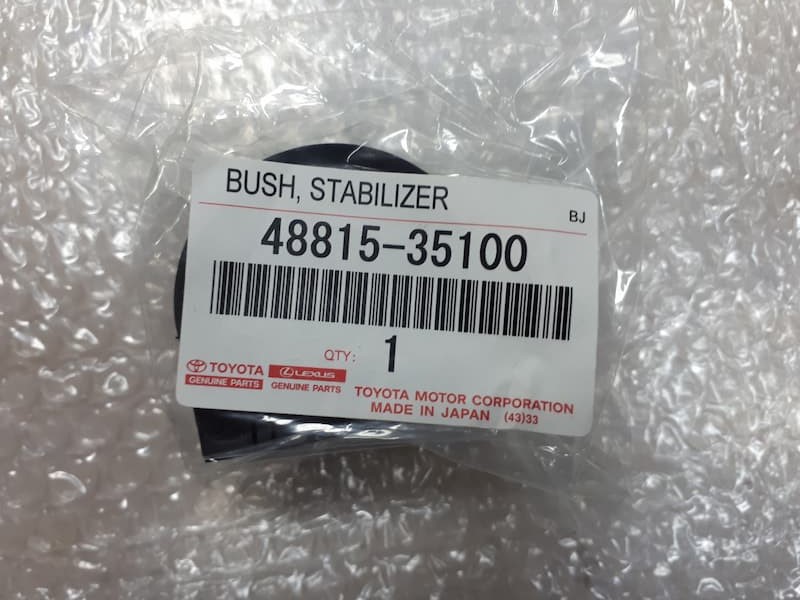 BUSH, STABILIZER
BJ
48815-35100
QTY: 1
TOYOTA
GENUINE PARTS
LEXUS
GENUINE PARTS
TOYOTA MOTOR CORPORATION
MADE IN JAPAN (43)33